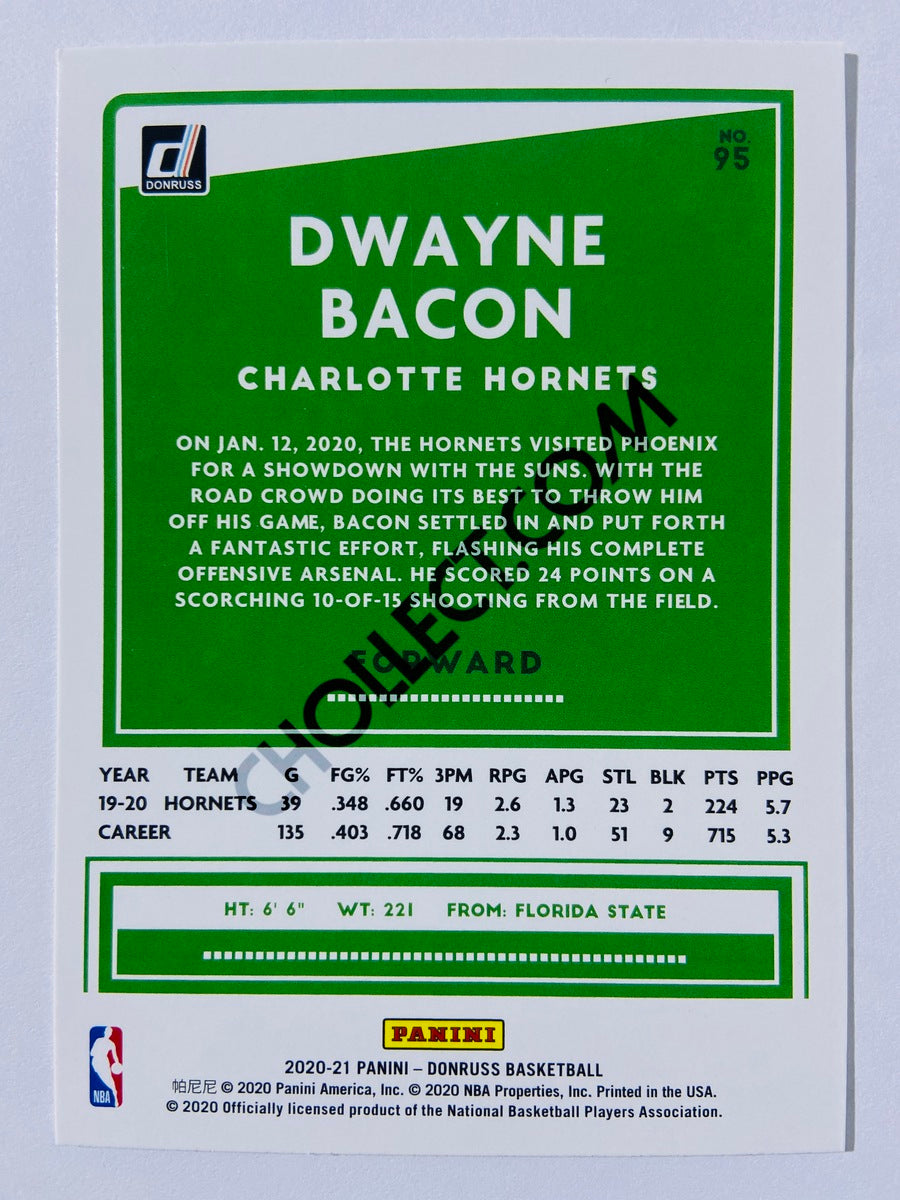 DONRUSS
NO.
95
DWAYNE
BACON
CHARLOTTE HORNETS
ON JAN. 12, 2020, THE HORNETS VISITED PHOENIX
FOR A SHOWDOWN WITH THE SUNS. WITH THE
ROAD CROWD DOING ITS BEST TO THROW HIM
OFF HIS GAME, BACON SETTLED IN AND PUT FORTH
A FANTASTIC EFFORT, FLASHING HIS COMPLETE
OFFENSIVE ARSENAL. HE SCORED 24 POINTS ON A
SCORCHING 10-OF-15 SHOOTING FROM THE FIELD.
FORWARD
CHOLLECT.COM
YEAR TEAM G FG% FT% 3PM RPG APG STL BLK PTS PPG
19-20 HORNETS 39 .348 .660 19 2.6 1.3 23 2 224 5.7
CAREER 135 .403 .718 68 2.3 1.0 51 9 715 5.3
HT: 6' 6" WT: 221 FROM: FLORIDA STATE
PANINI
NBA
2020-21 PANINI – DONRUSS BASKETBALL
帕尼尼 © 2020 Panini America, Inc. © 2020 NBA Properties, Inc. Printed in the USA.
© 2020 Officially licensed product of the National Basketball Players Association.